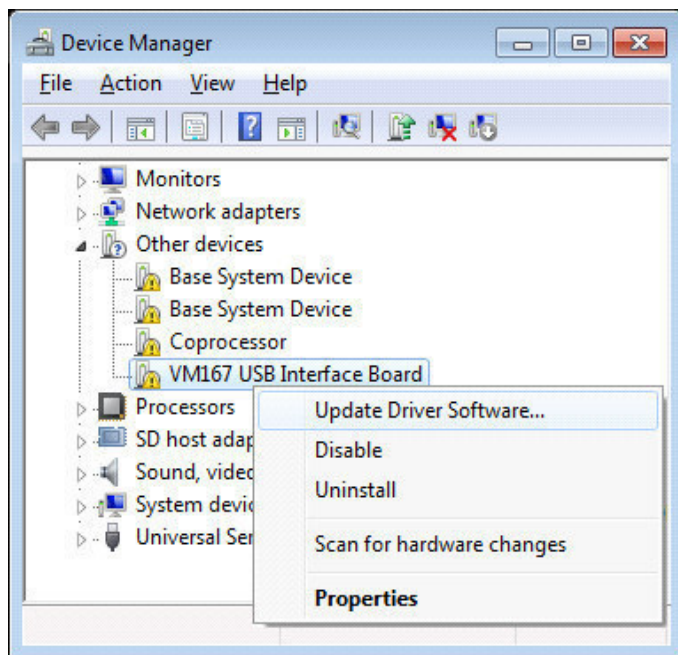 Device Manager
File Action View Help
Monitors
Network adapters
Other devices
Base System Device
Base System Device
Coprocessor
VM167 USB Interface Board
Processors
SD host adap
Sound, video
System devic
Universal Ser
Update Driver Software...
Disable
Uninstall
Scan for hardware changes
Properties